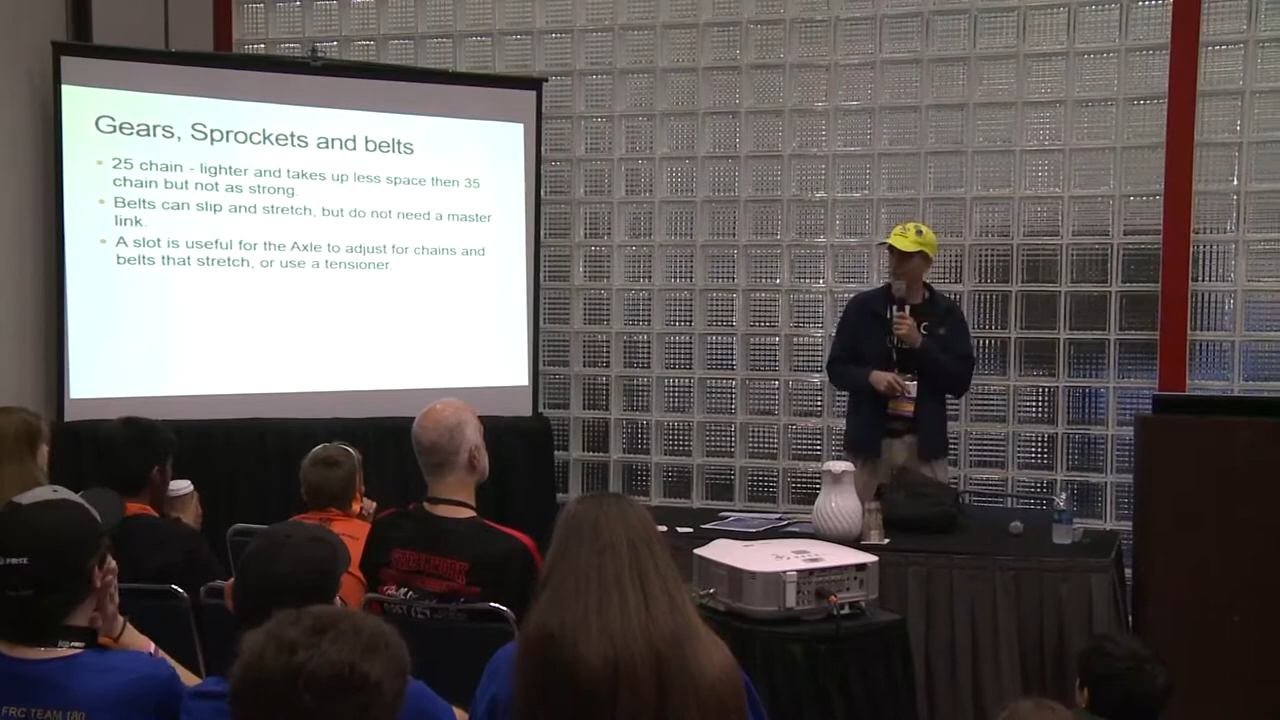 Gears, Sprockets and belts
25 chain - lighter and takes up less space then 35
chain but not as strong.
Belts can slip and stretch, but do not need a master
link.
A slot is useful for the Axle to adjust for chains and
belts that stretch, or use a tensioner.
FIRST
FRC TEAM 180